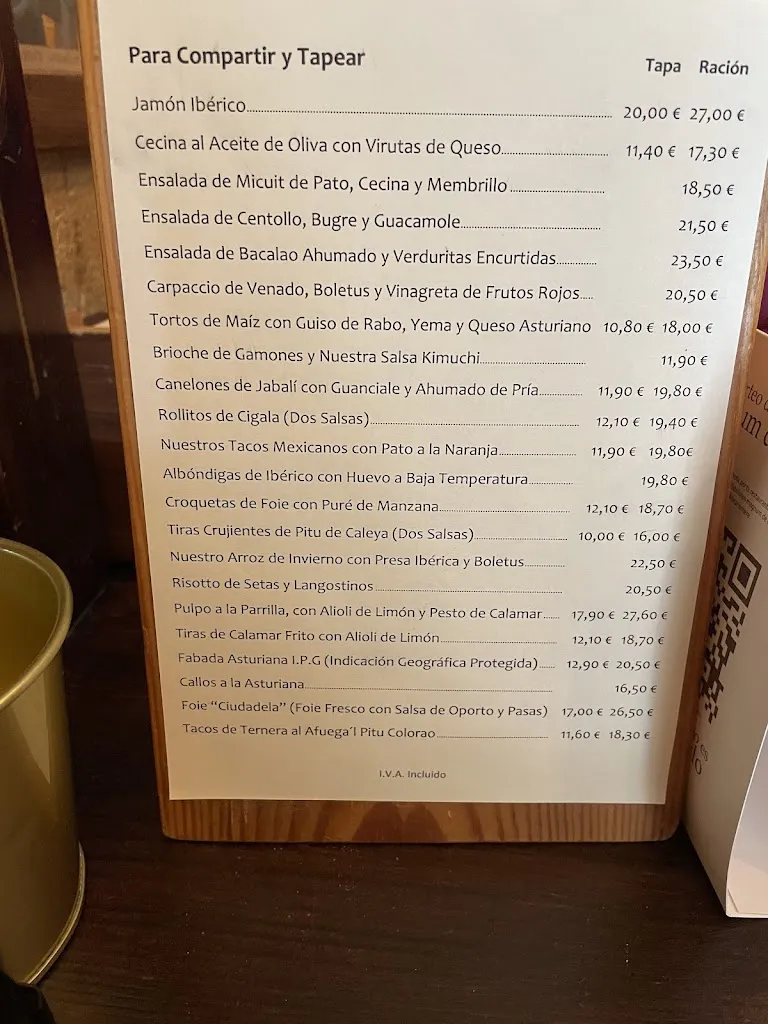 Para Compartir y Tapear Tapa Ración
Jamón Ibérico 20,00 € 27,00 €
Cecina al Aceite de Oliva con Virutas de Queso 11,40 € 17,30 €
Ensalada de Micuit de Pato, Cecina y Membrillo 18,50 €
Ensalada de Centollo, Bugre y Guacamole 21,50 €
Ensalada de Bacalao Ahumado y Verduritas Encurtidas 23,50 €
Carpaccio de Venado, Boletus y Vinagreta de Frutos Rojos 20,50 €
Tortos de Maíz con Guiso de Rabo, Yema y Queso Asturiano 10,80 € 18,00 €
Brioche de Gamones y Nuestra Salsa Kimuchi 11,90 €
Canelones de Jabalí con Guanciale y Ahumado de Pría 11,90 € 19,80 €
Rollitos de Cigala (Dos Salsas) 12,10 € 19,40 €
Nuestros Tacos Mexicanos con Pato a la Naranja 11,90 € 19,80€
Albóndigas de Ibérico con Huevo a Baja Temperatura 19,80 €
Croquetas de Foie con Puré de Manzana 12,10 € 18,70 €
Tiras Crujientes de Pitu de Caleya (Dos Salsas) 10,00 € 16,00 €
Nuestro Arroz de Invierno con Presa Ibérica y Boletus 22,50 €
Risotto de Setas y Langostinos 20,50 €
Pulpo a la Parrilla, con Alioli de Limón y Pesto de Calamar 17,90 € 27,60 €
Tiras de Calamar Frito con Alioli de Limón 12,10 € 18,70 €
Fabada Asturiana I.P.G (Indicación Geográfica Protegida) 12,90 € 20,50 €
Callos a la Asturiana 16,50 €
Foie “Ciudadela” (Foie Fresco con Salsa de Oporto y Pasas) 17,00 € 26,50 €
Tacos de Ternera al Afuega´l Pitu Colorao 11,60 € 18,30 €
I.V.A. Incluido